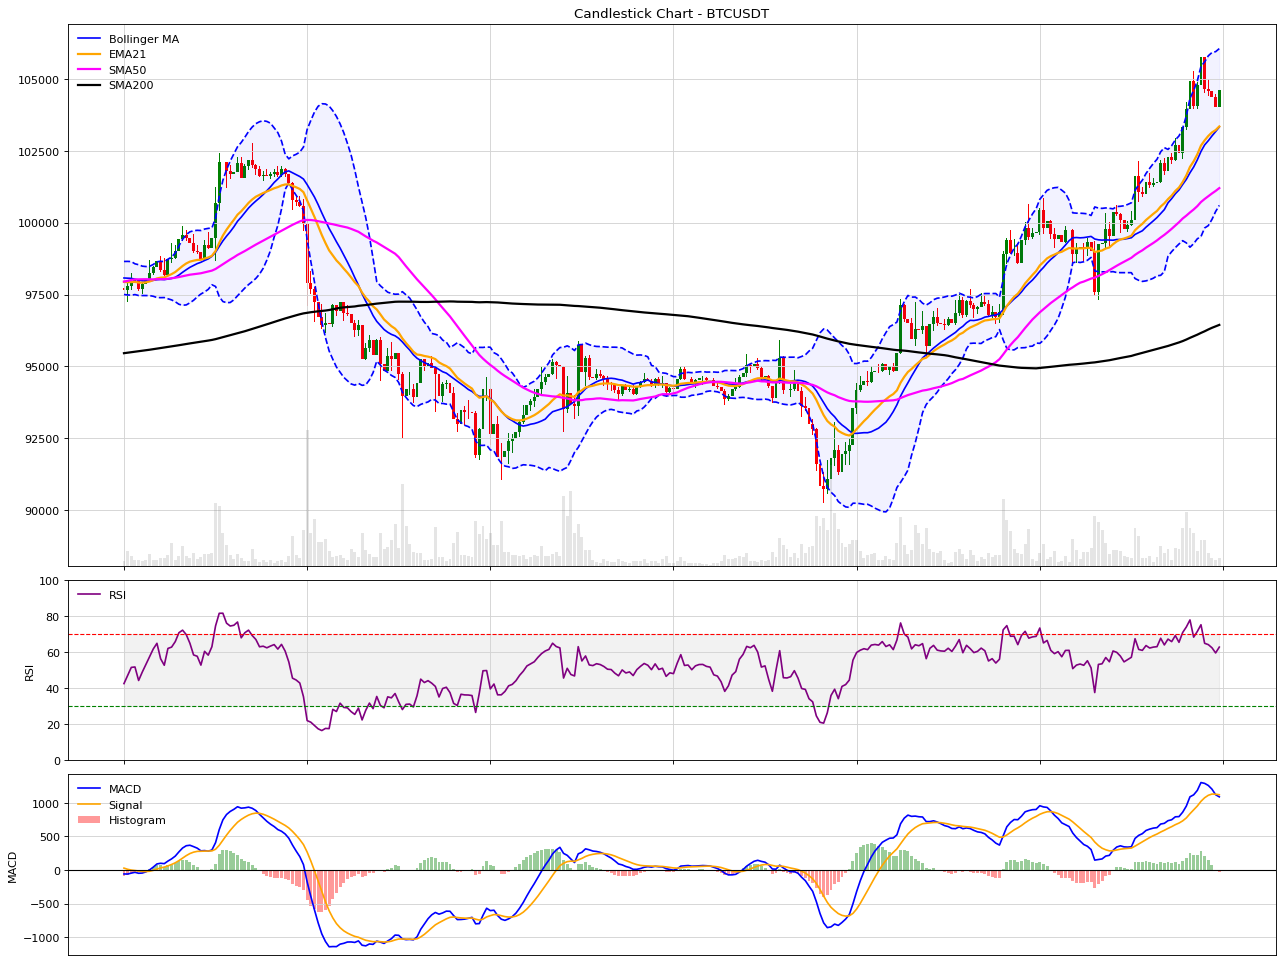 Candlestick Chart - BTCUSDT
Bollinger MA
EMA21
SMA50
SMA200
105000
102500
100000
97500
95000
92500
90000
100
80
60
40
20
0
RSI
RSI
1000
500
0
−500
−1000
MACD
MACD
Signal
Histogram